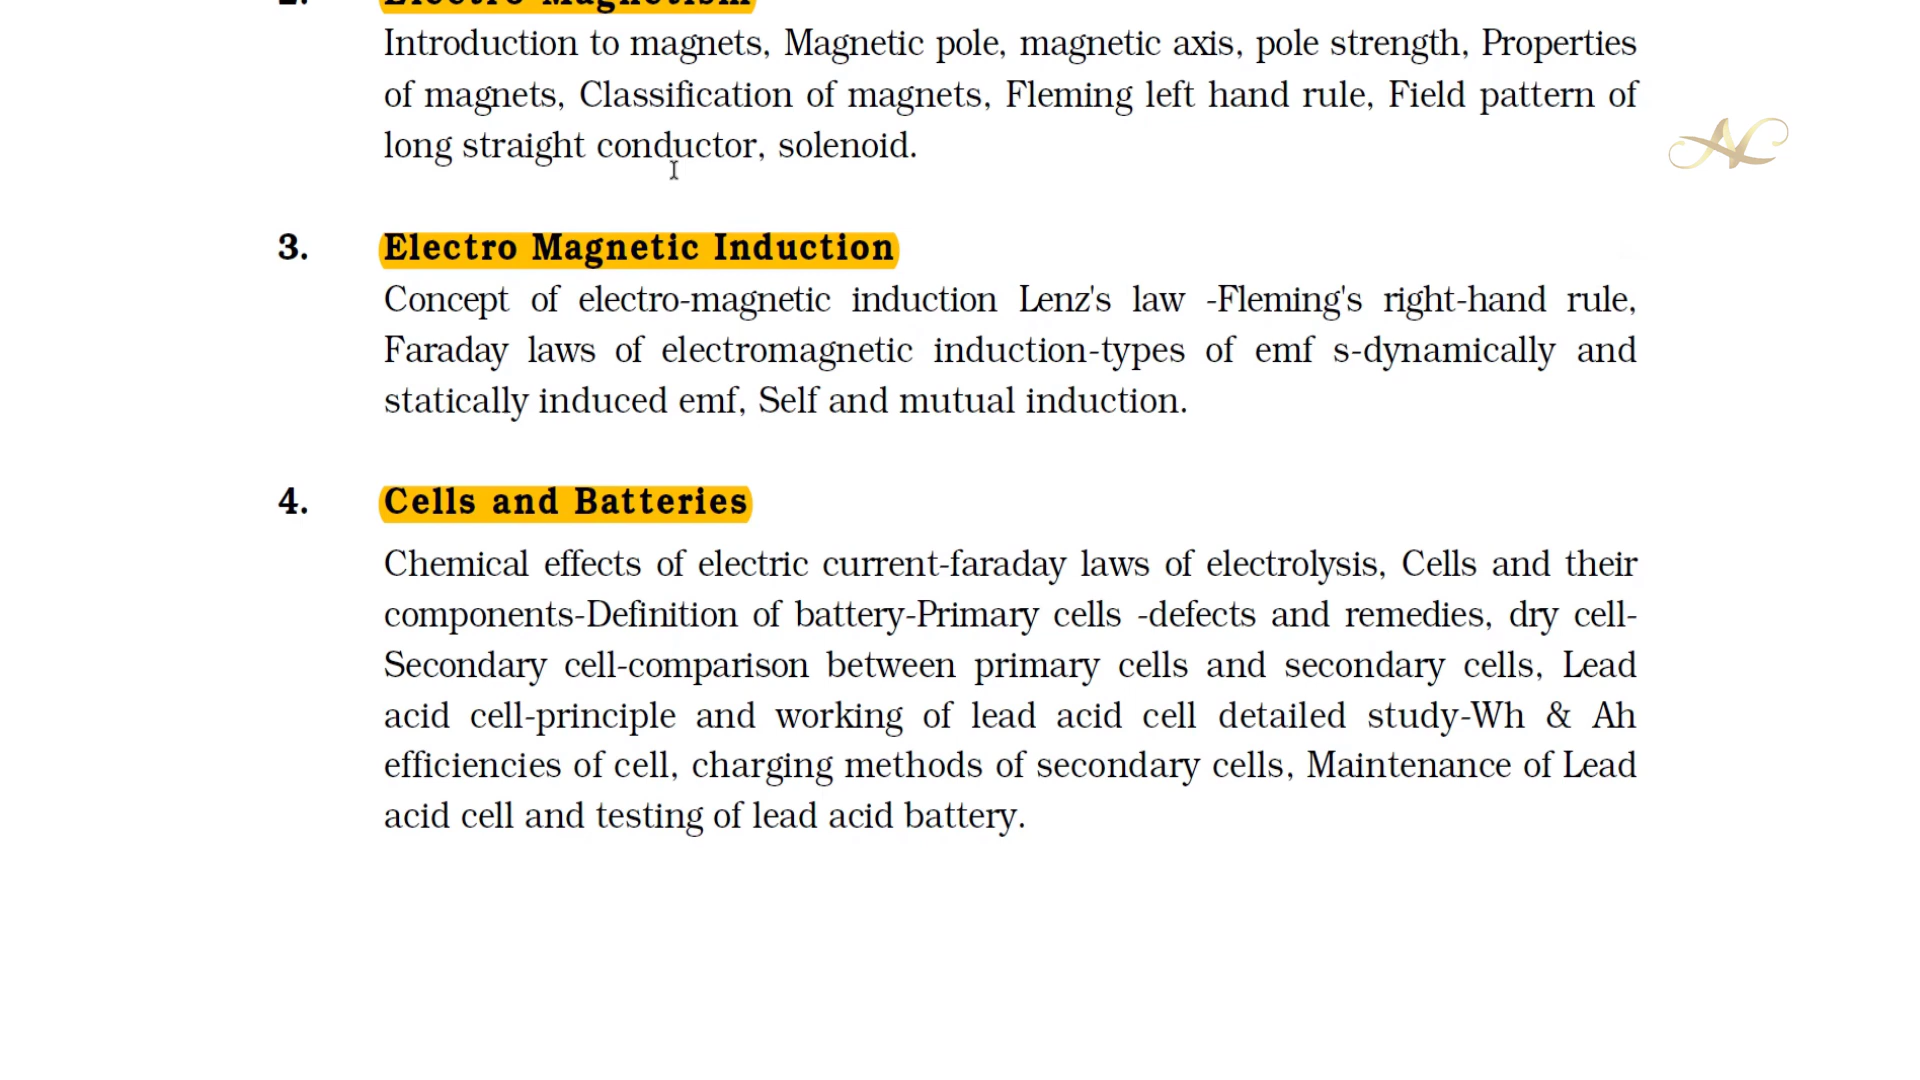 2. Electro Magnetism
Introduction to magnets, Magnetic pole, magnetic axis, pole strength, Properties
of magnets, Classification of magnets, Fleming left hand rule, Field pattern of
long straight conductor, solenoid.
3. Electro Magnetic Induction
Concept of electro-magnetic induction Lenz's law -Fleming's right-hand rule,
Faraday laws of electromagnetic induction-types of emf s-dynamically and
statically induced emf, Self and mutual induction.
4. Cells and Batteries
Chemical effects of electric current-faraday laws of electrolysis, Cells and their
components-Definition of battery-Primary cells -defects and remedies, dry cell-
Secondary cell-comparison between primary cells and secondary cells, Lead
acid cell-principle and working of lead acid cell detailed study-Wh & Ah
efficiencies of cell, charging methods of secondary cells, Maintenance of Lead
acid cell and testing of lead acid battery.
AC